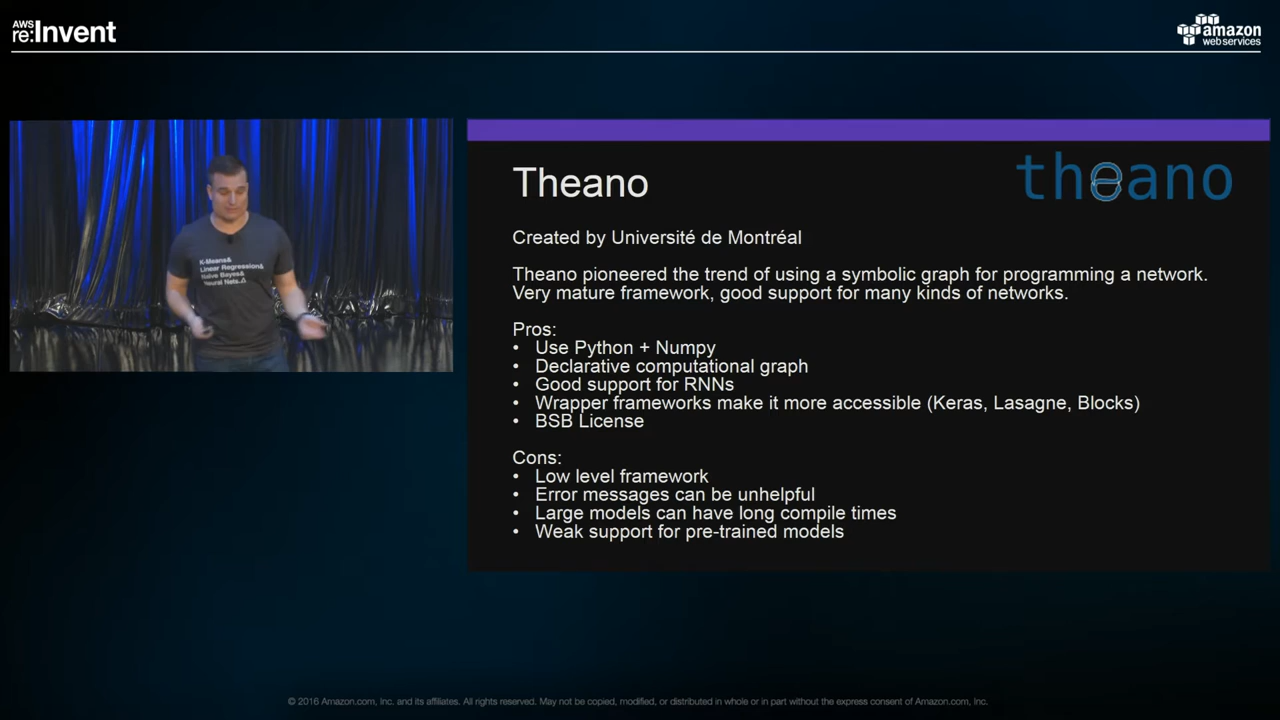 AWS
re:Invent
amazon
web services
K-Means&
Linear Regression&
Naïve Bayes&
Neural Nets.
Theano
theano
Created by Université de Montréal
Theano pioneered the trend of using a symbolic graph for programming a network.
Very mature framework, good support for many kinds of networks.
Pros:
• Use Python + Numpy
• Declarative computational graph
• Good support for RNNs
• Wrapper frameworks make it more accessible (Keras, Lasagne, Blocks)
• BSB License
Cons:
• Low level framework
• Error messages can be unhelpful
• Large models can have long compile times
• Weak support for pre-trained models
© 2016 Amazon.com, Inc. and its affiliates. All rights reserved. May not be copied, modified, or distributed in whole or in part without the express consent of Amazon.com, Inc.